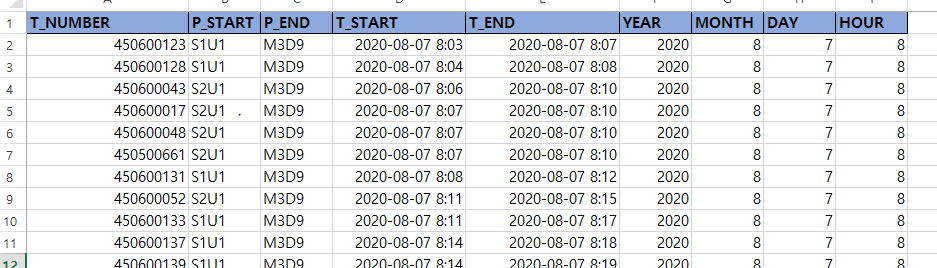 1 T_NUMBER P_START P_END T_START T_END YEAR MONTH DAY HOUR
2 450600123 S1U1 M3D9 2020-08-07 8:03 2020-08-07 8:07 2020 8 7 8
3 450600128 S1U1 M3D9 2020-08-07 8:04 2020-08-07 8:08 2020 8 7 8
4 450600043 S2U1 M3D9 2020-08-07 8:06 2020-08-07 8:10 2020 8 7 8
5 450600017 S2U1 M3D9 2020-08-07 8:07 2020-08-07 8:10 2020 8 7 8
6 450600048 S2U1 M3D9 2020-08-07 8:07 2020-08-07 8:10 2020 8 7 8
7 450500661 S2U1 M3D9 2020-08-07 8:07 2020-08-07 8:10 2020 8 7 8
8 450600131 S1U1 M3D9 2020-08-07 8:08 2020-08-07 8:12 2020 8 7 8
9 450600052 S2U1 M3D9 2020-08-07 8:11 2020-08-07 8:15 2020 8 7 8
10 450600133 S1U1 M3D9 2020-08-07 8:11 2020-08-07 8:17 2020 8 7 8
11 450600137 S1U1 M3D9 2020-08-07 8:14 2020-08-07 8:18 2020 8 7 8
12 450600139 S1U1 M3D9 2020-08-07 8:14 2020-08-07 8:19 2020 8 7 8